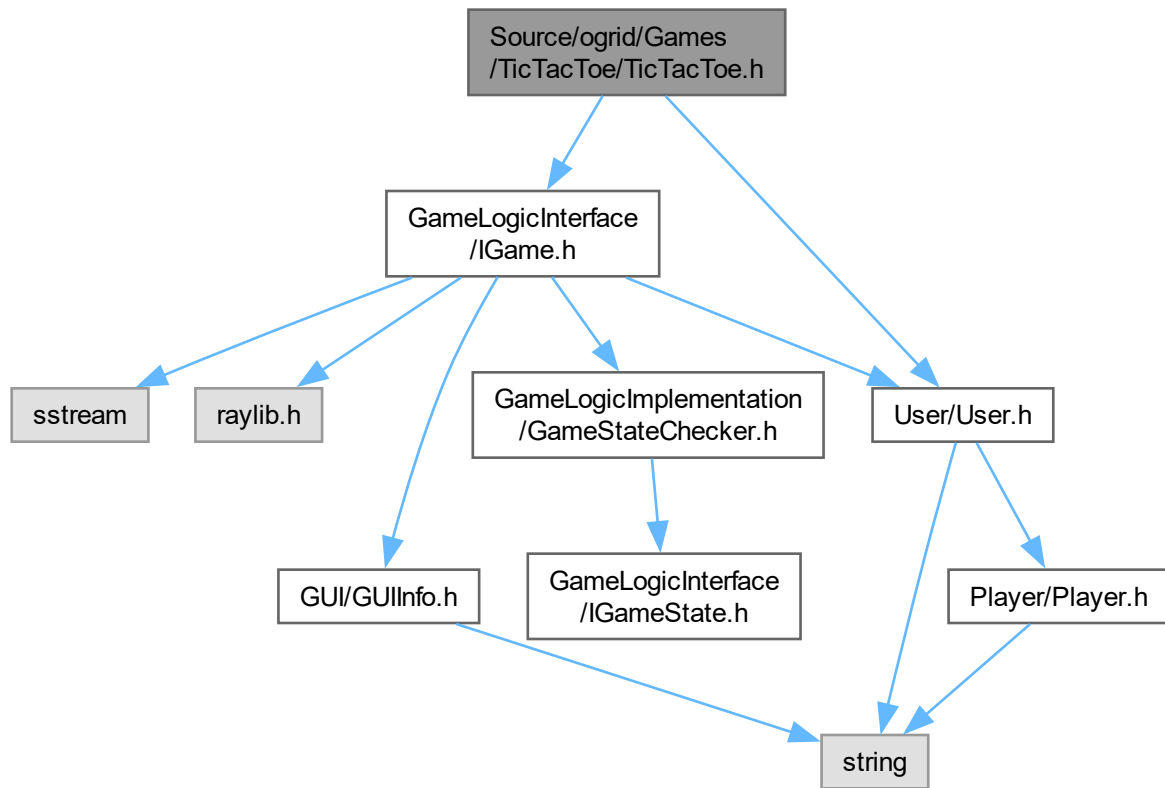 Source/ogrid/Games
/TicTacToe/TicTacToe.h
GameLogicInterface
/IGame.h
sstream
raylib.h
GameLogicImplementation
/GameStateChecker.h
User/User.h
GUI/GUIInfo.h
GameLogicInterface
/IGameState.h
Player/Player.h
string